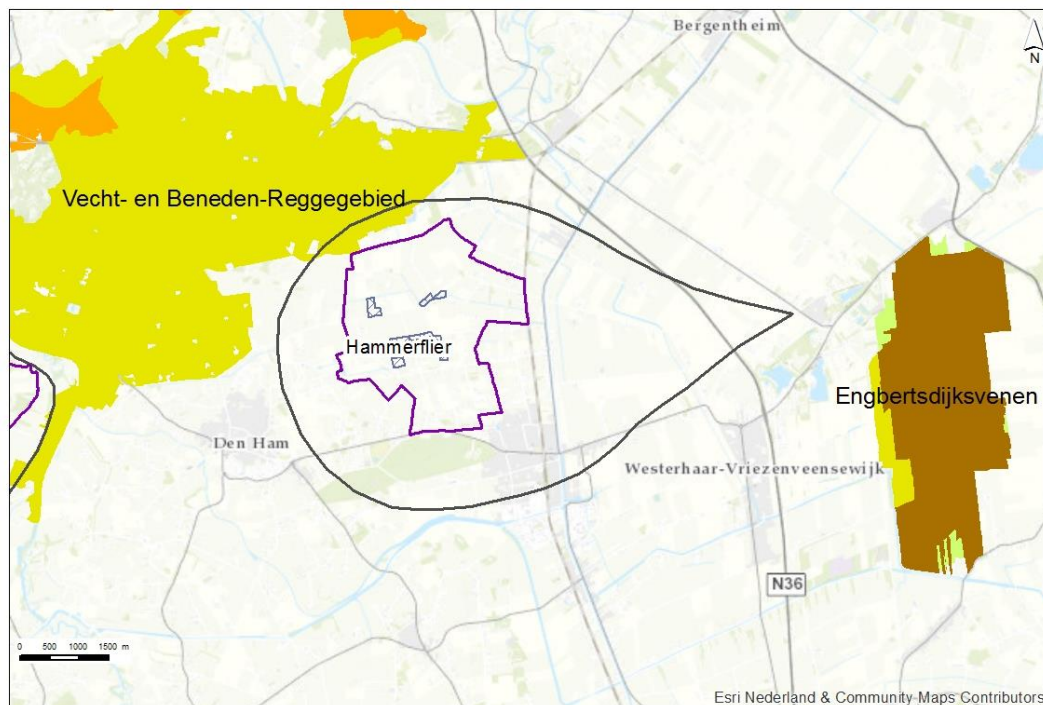 Bergentheim
N
Vecht- en Beneden-Reggegebied
Hammerflier
Engbertsdijksvenen
Den Ham
Westerhaar-Vriezenveensewijk
N36
0 500 1000 1500 m
Esri Nederland & Community Maps Contributors